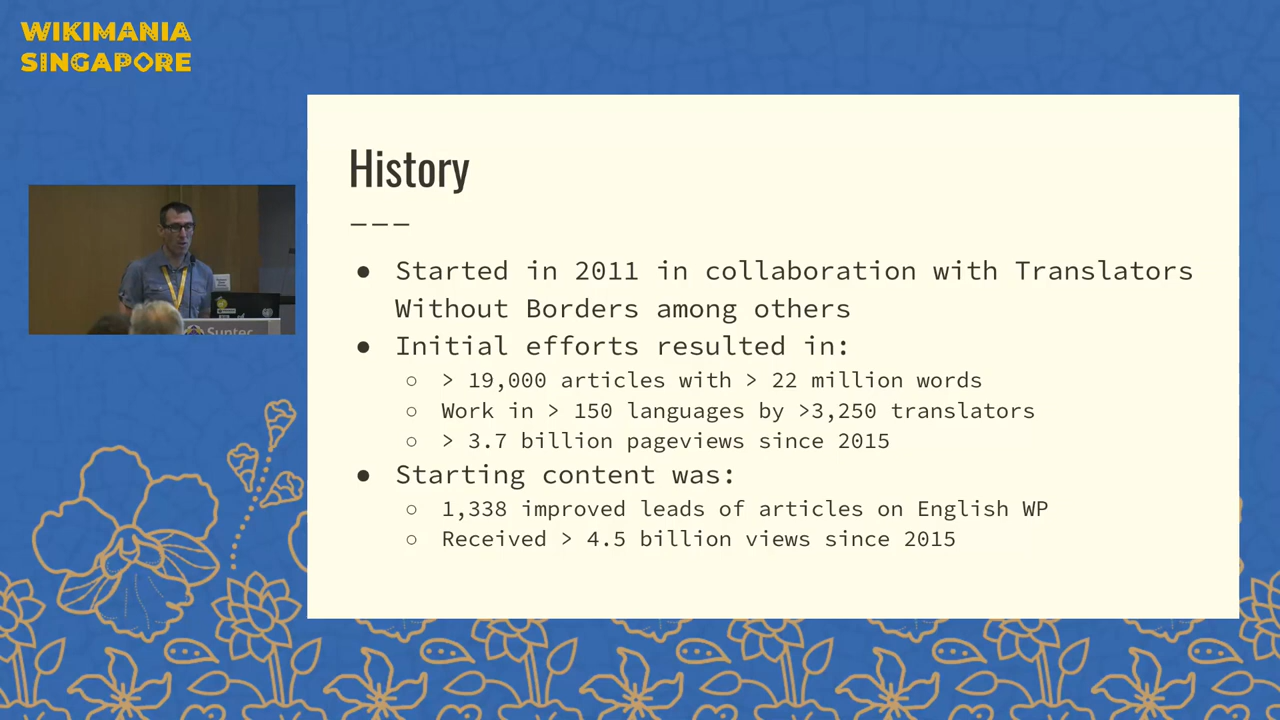 WIKIMANIA
SINGAPORE
History
● Started in 2011 in collaboration with Translators
Without Borders among others
● Initial efforts resulted in:
○ > 19,000 articles with > 22 million words
○ Work in > 150 languages by >3,250 translators
○ > 3.7 billion pageviews since 2015
● Starting content was:
○ 1,338 improved leads of articles on English WP
○ Received > 4.5 billion views since 2015
Suntec